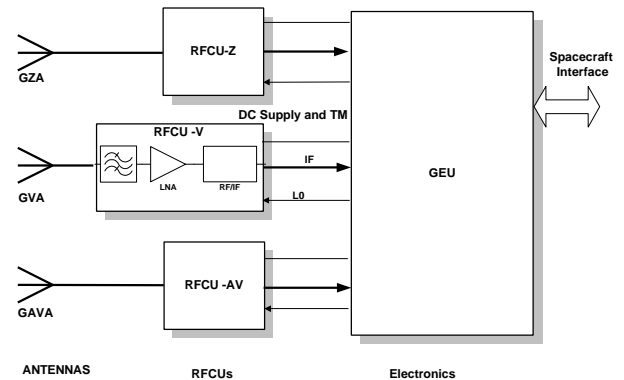 RFCU-Z
Spacecraft
Interface
GZA
DC Supply and TM
RFCU -V
IF
GEU
LNA
RF/IF
L0
GVA
RFCU -AV
GAVA
ANTENNAS
RFCUs
Electronics